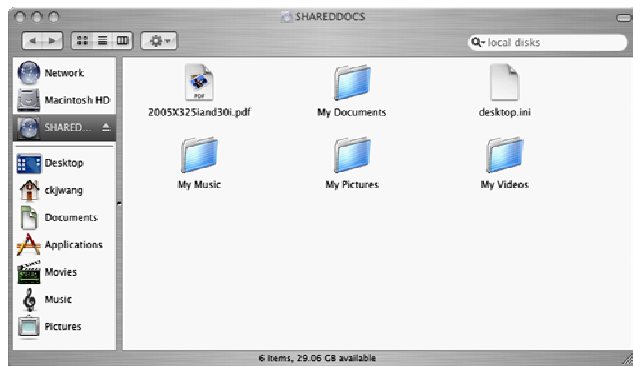 SHAREDDOCS
local disks
Network
Macintosh HD
SHARED...
Desktop
ckjwang
Documents
Applications
Movies
Music
Pictures
PDF
2005X325iand30i.pdf
My Documents
desktop.ini
My Music
My Pictures
My Videos
6 items, 29.06 GB available